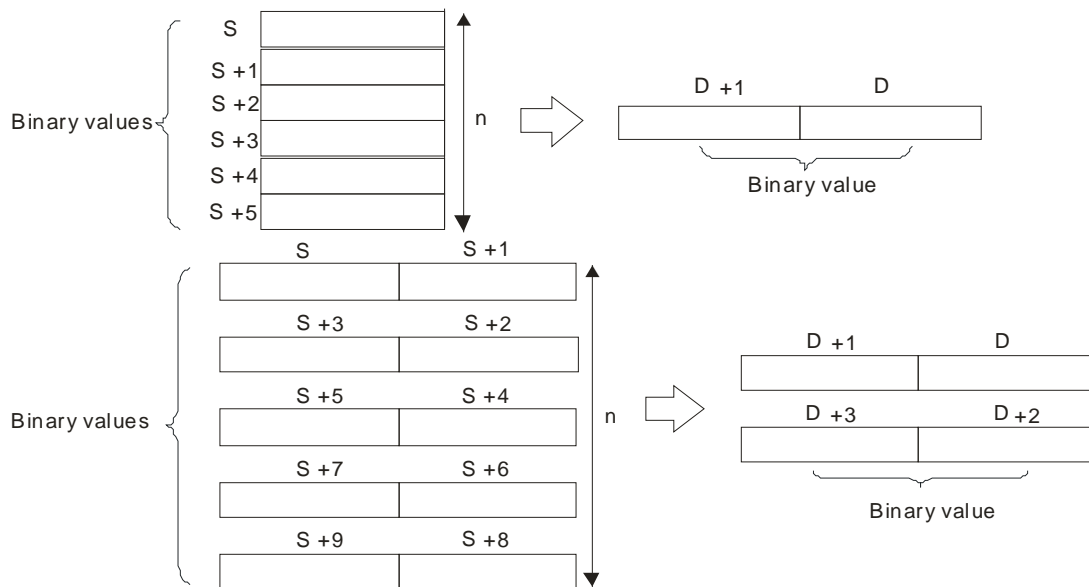 S
S +1
S +2
S +3
S +4
S +5
Binary values
n
D +1 D
Binary value
S S +1
S +3 S +2
S +5 S +4
S +7 S +6
S +9 S +8
Binary values
n
D +1 D
D +3 D +2
Binary value